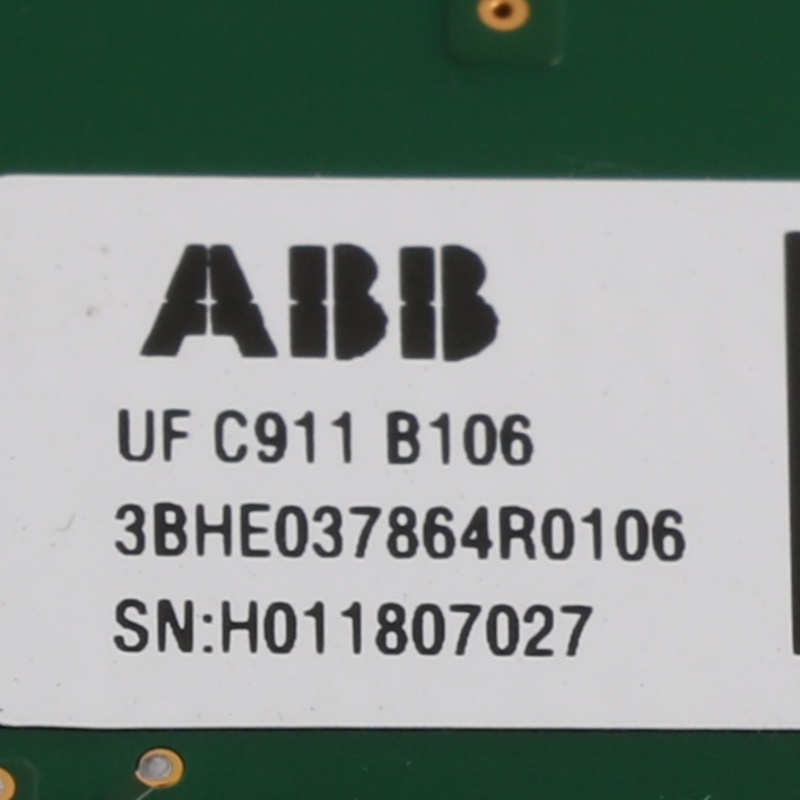 ABB
UF C911 B106
3BHE037864R0106
SN:H011807027